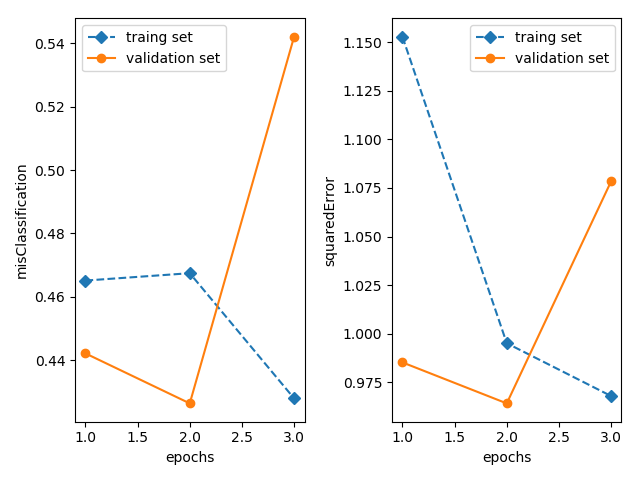 traing set
validation set
misClassification
0.54
0.52
0.50
0.48
0.46
0.44
1.0 1.5 2.0 2.5 3.0
epochs
traing set
validation set
squaredError
1.150
1.125
1.100
1.075
1.050
1.025
1.000
0.975
1.0 1.5 2.0 2.5 3.0
epochs